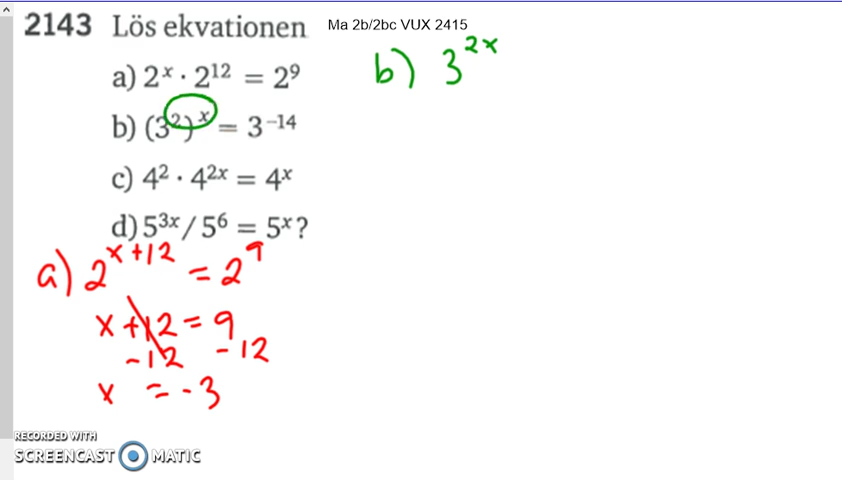 2143 Lös ekvationen
Ma 2b/2bc VUX 2415
a) 2ˣ · 2¹² = 2⁹
b) (3²)ˣ = 3⁻¹⁴
c) 4² · 4²ˣ = 4ˣ
d) 5³ˣ / 5⁶ = 5ˣ?
a) 2ˣ⁺¹² = 2⁹
x + 12 = 9
-12 -12
x = -3
b) 3²ˣ
RECORDED WITH
SCREENCAST MATIC